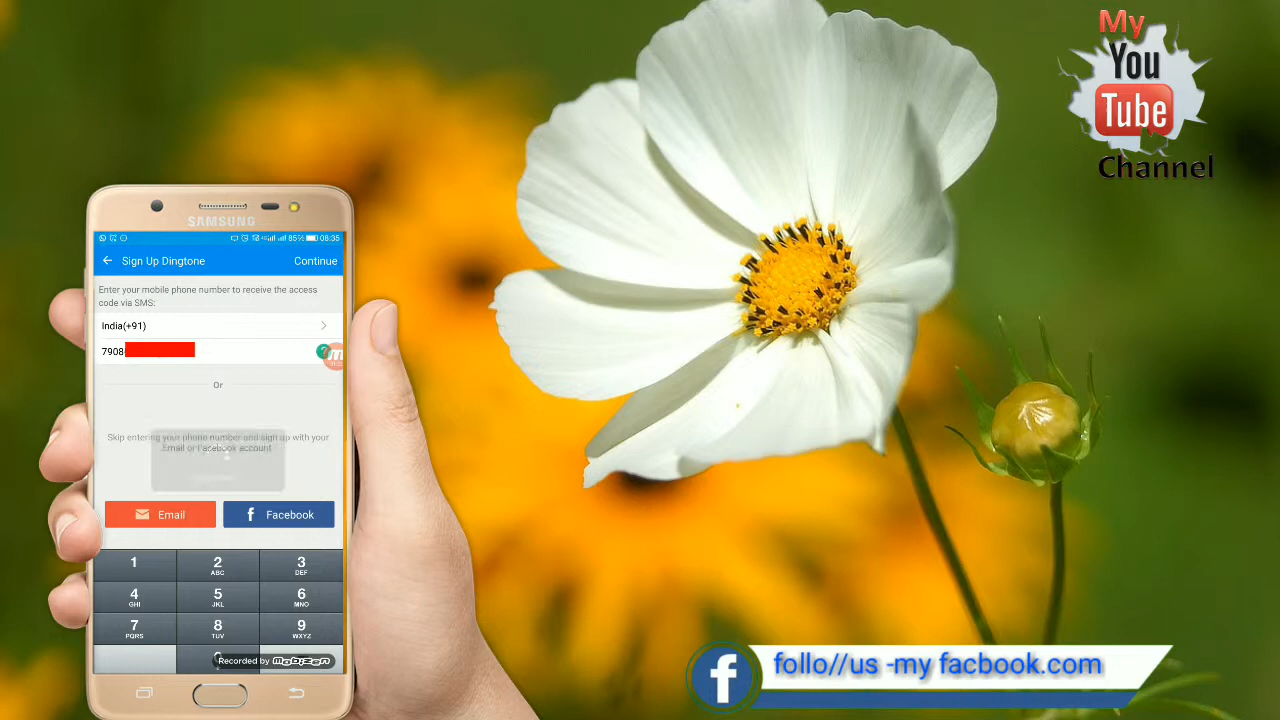 My
You
Tube
Channel
SAMSUNG
85% 08:35
Sign Up Dingtone
Continue
Enter your mobile phone number to receive the access
code via SMS:
India(+91)
7908
Or
Skip entering your phone number and sign up with your
Email or Facebook account
Email
f Facebook
1 2 3
ABC DEF
4 5 6
GHI JKL MNO
7 8 9
PQRS TUV WXYZ
Recorded by mobizen
f
follo//us -my facbook.com